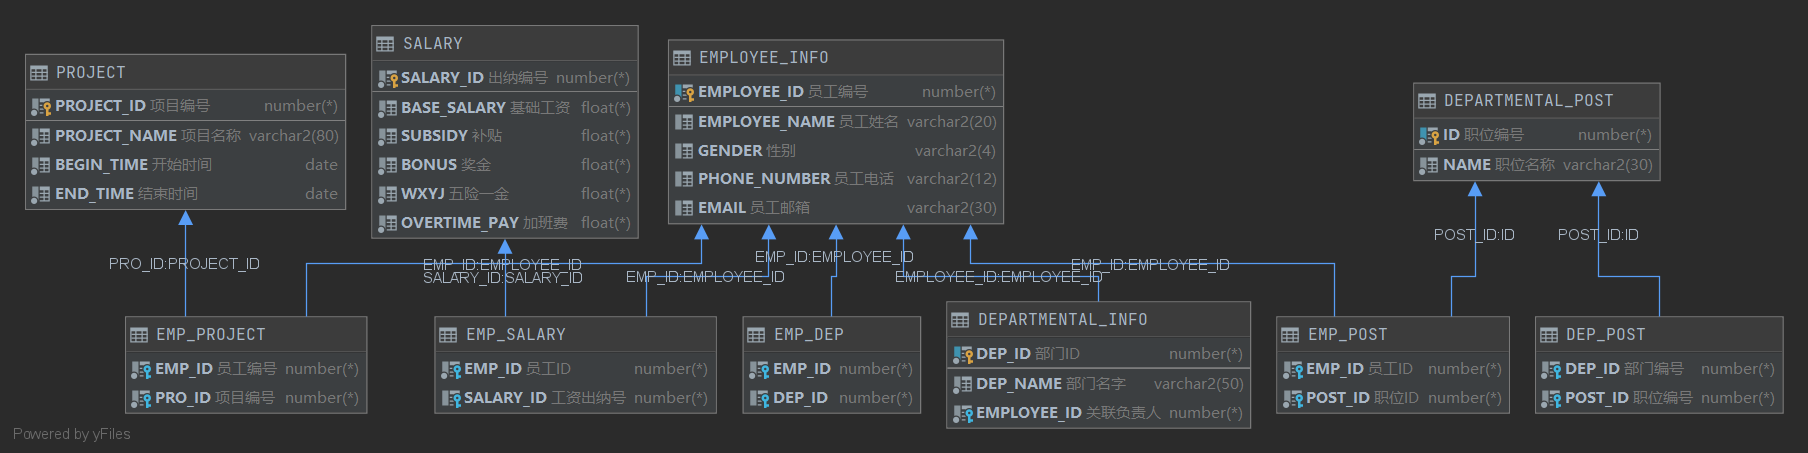 PROJECT
PROJECT_ID 项目编号 number(*)
PROJECT_NAME 项目名称 varchar2(80)
BEGIN_TIME 开始时间 date
END_TIME 结束时间 date
SALARY
SALARY_ID 出纳编号 number(*)
BASE_SALARY 基础工资 float(*)
SUBSIDY 补贴 float(*)
BONUS 奖金 float(*)
WXYJ 五险一金 float(*)
OVERTIME_PAY 加班费 float(*)
EMPLOYEE_INFO
EMPLOYEE_ID 员工编号 number(*)
EMPLOYEE_NAME 员工姓名 varchar2(20)
GENDER 性别 varchar2(4)
PHONE_NUMBER 员工电话 varchar2(12)
EMAIL 员工邮箱 varchar2(30)
DEPARTMENTAL_POST
ID 职位编号 number(*)
NAME 职位名称 varchar2(30)
PRO_ID:PROJECT_ID
EMP_ID:EMPLOYEE_ID
SALARY_ID:SALARY_ID
EMP_ID:EMPLOYEE_ID
EMP_ID:EMPLOYEE_ID
EMPLOYEE_ID:EMPLOYEE_ID
EMP_ID:EMPLOYEE_ID
POST_ID:ID
POST_ID:ID
EMP_PROJECT
EMP_ID 员工编号 number(*)
PRO_ID 项目编号 number(*)
EMP_SALARY
EMP_ID 员工ID number(*)
SALARY_ID 工资出纳号 number(*)
EMP_DEP
EMP_ID number(*)
DEP_ID number(*)
DEPARTMENTAL_INFO
DEP_ID 部门ID number(*)
DEP_NAME 部门名字 varchar2(50)
EMPLOYEE_ID 关联负责人 number(*)
EMP_POST
EMP_ID 员工ID number(*)
POST_ID 职位ID number(*)
DEP_POST
DEP_ID 部门编号 number(*)
POST_ID 职位编号 number(*)
Powered by yFiles